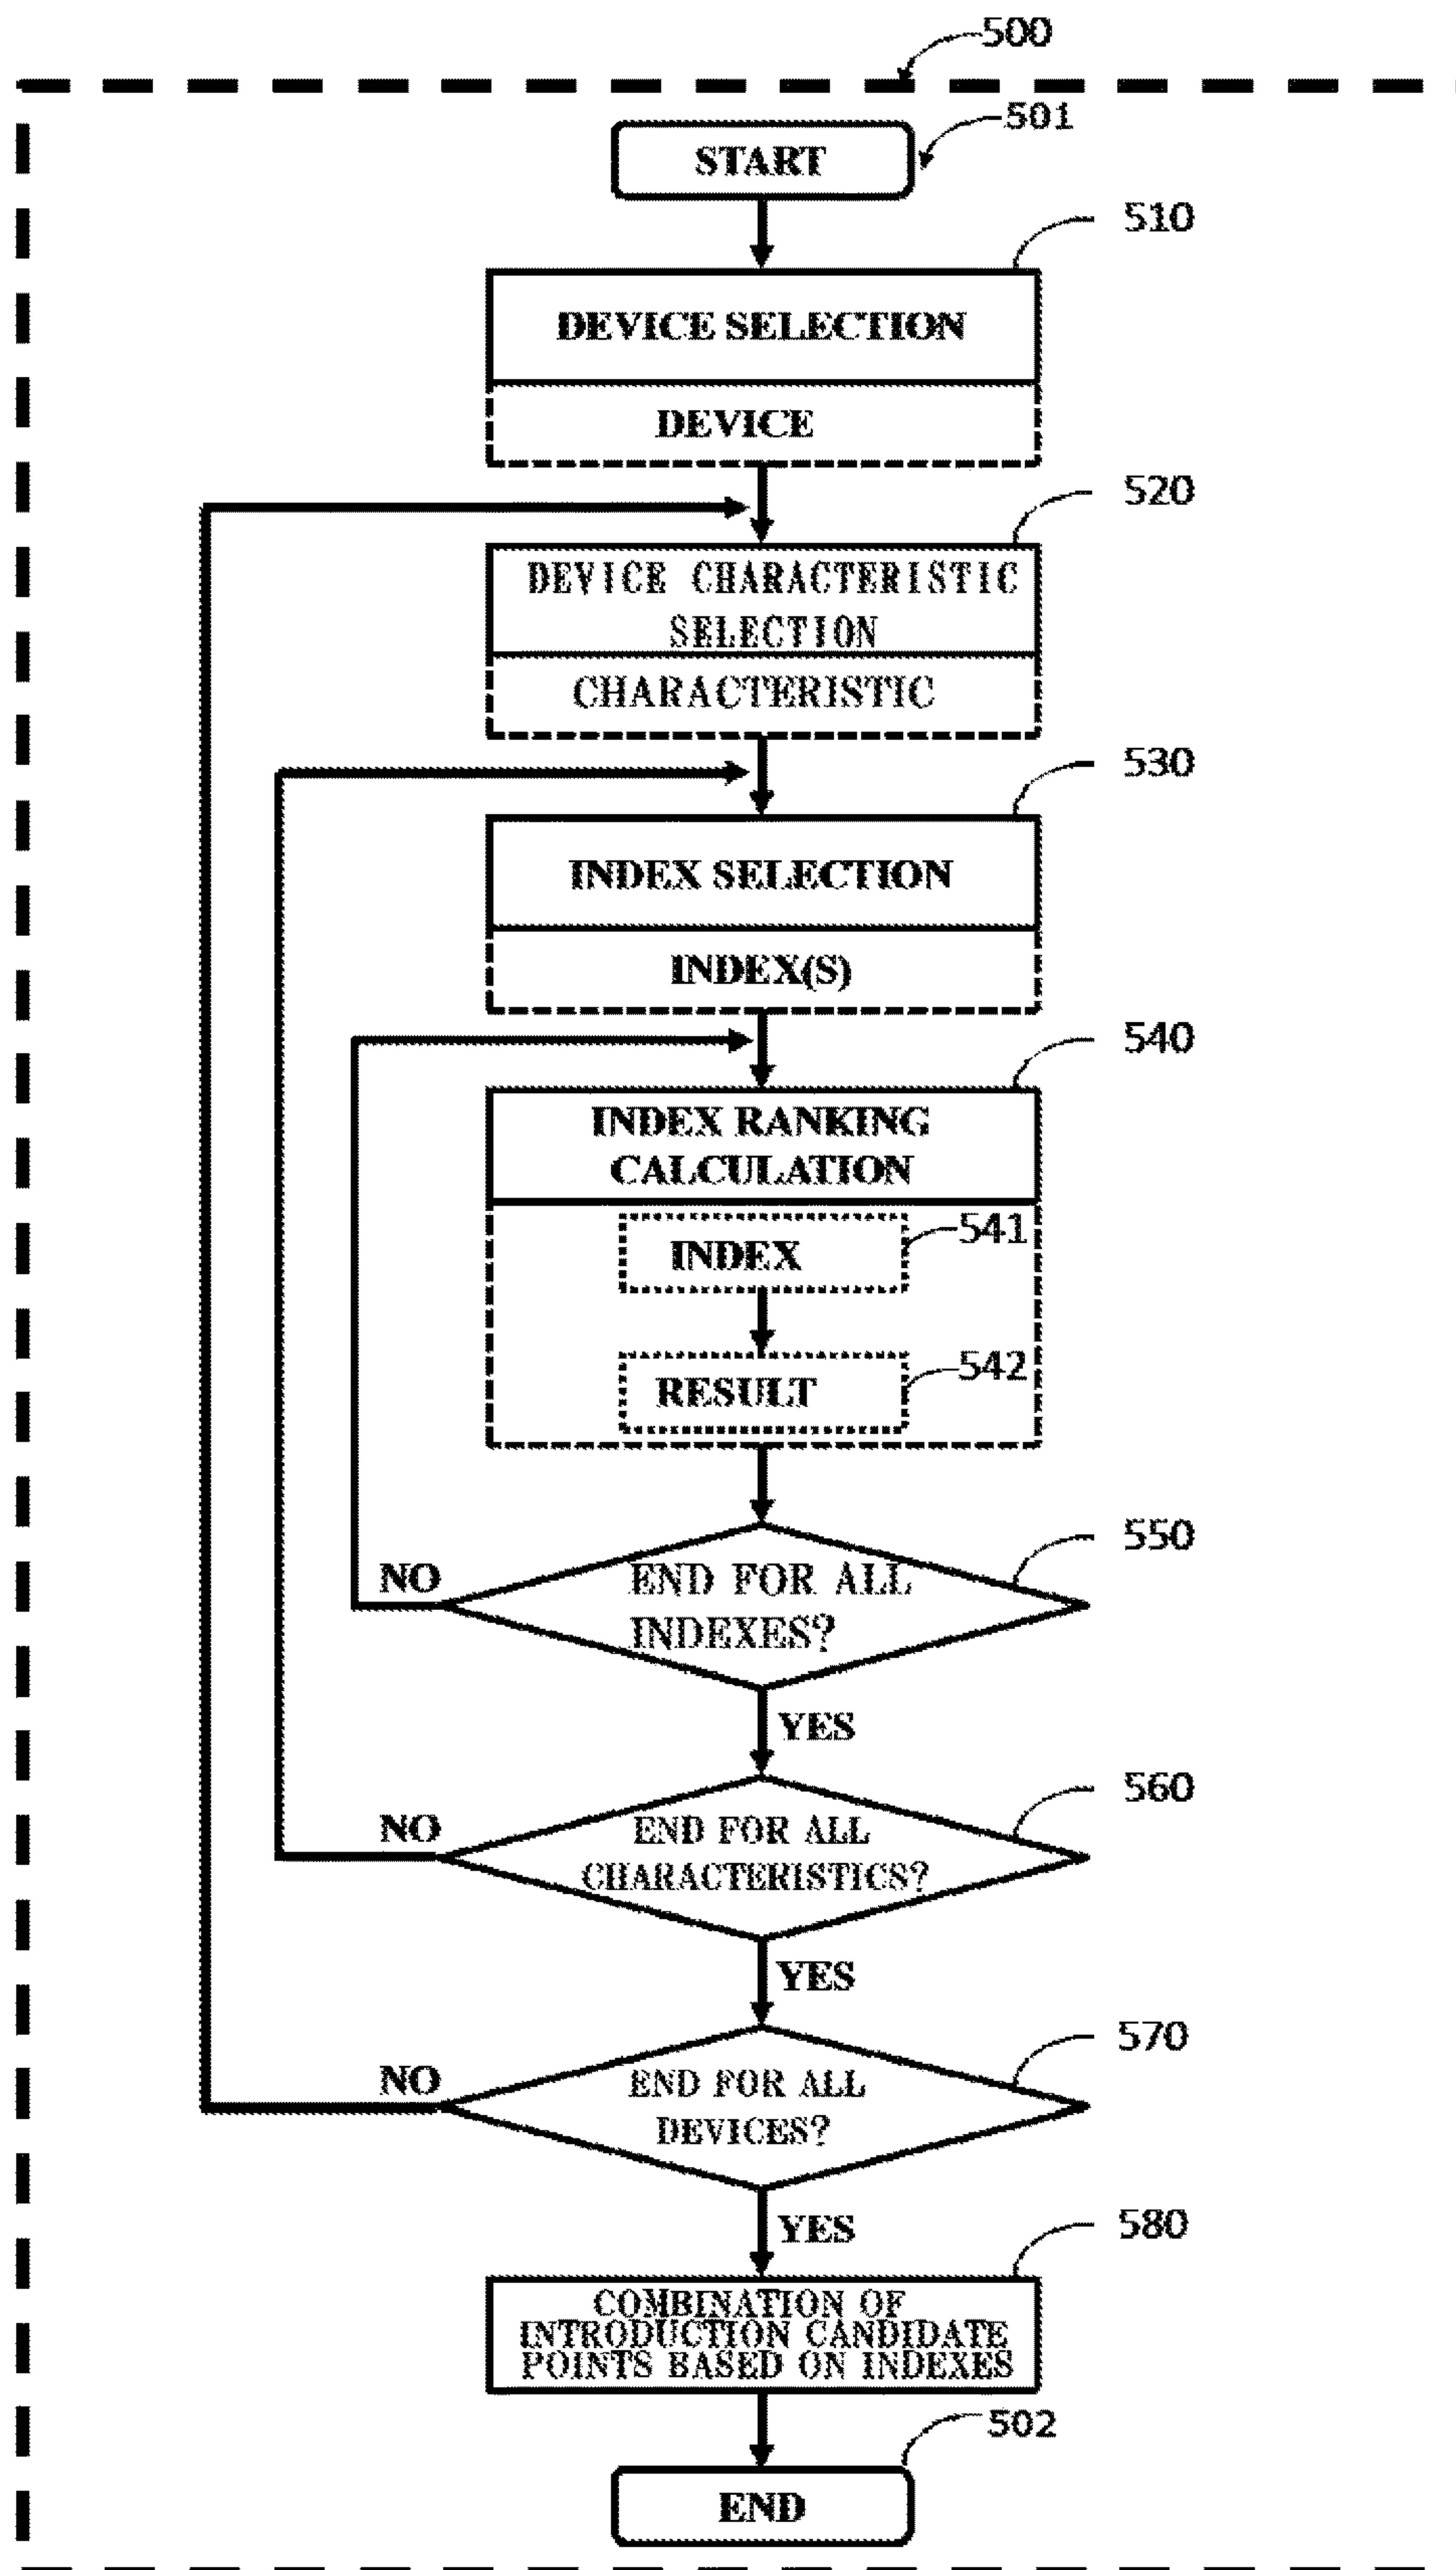 500
501
START
510
DEVICE SELECTION
DEVICE
520
DEVICE CHARACTERISTIC
SELECTION
CHARACTERISTIC
530
INDEX SELECTION
INDEX(S)
540
INDEX RANKING
CALCULATION
541
INDEX
542
RESULT
550
NO
END FOR ALL
INDEXES?
YES
560
NO
END FOR ALL
CHARACTERISTICS?
YES
570
NO
END FOR ALL
DEVICES?
YES
580
COMBINATION OF
INTRODUCTION CANDIDATE
POINTS BASED ON INDEXES
502
END